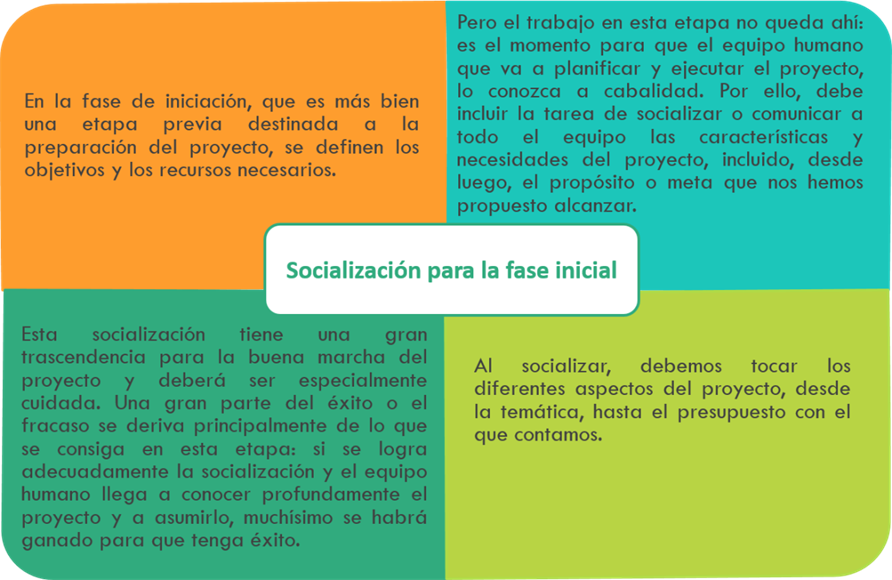 En la fase de iniciación, que es más bien
una etapa previa destinada a la
preparación del proyecto, se definen los
objetivos y los recursos necesarios.
Pero el trabajo en esta etapa no queda ahí:
es el momento para que el equipo humano
que va a planificar y ejecutar el proyecto,
lo conozca a cabalidad. Por ello, debe
incluir la tarea de socializar o comunicar a
todo el equipo las características y
necesidades del proyecto, incluido, desde
luego, el propósito o meta que nos hemos
propuesto alcanzar.
Socialización para la fase inicial
Esta socialización tiene una gran
trascendencia para la buena marcha del
proyecto y deberá ser especialmente
cuidada. Una gran parte del éxito o el
fracaso se deriva principalmente de lo que
se consiga en esta etapa: si se logra
adecuadamente la socialización y el equipo
humano llega a conocer profundamente el
proyecto y a asumirlo, muchísimo se habrá
ganado para que tenga éxito.
Al socializar, debemos tocar los
diferentes aspectos del proyecto, desde
la temática, hasta el presupuesto con el
que contamos.